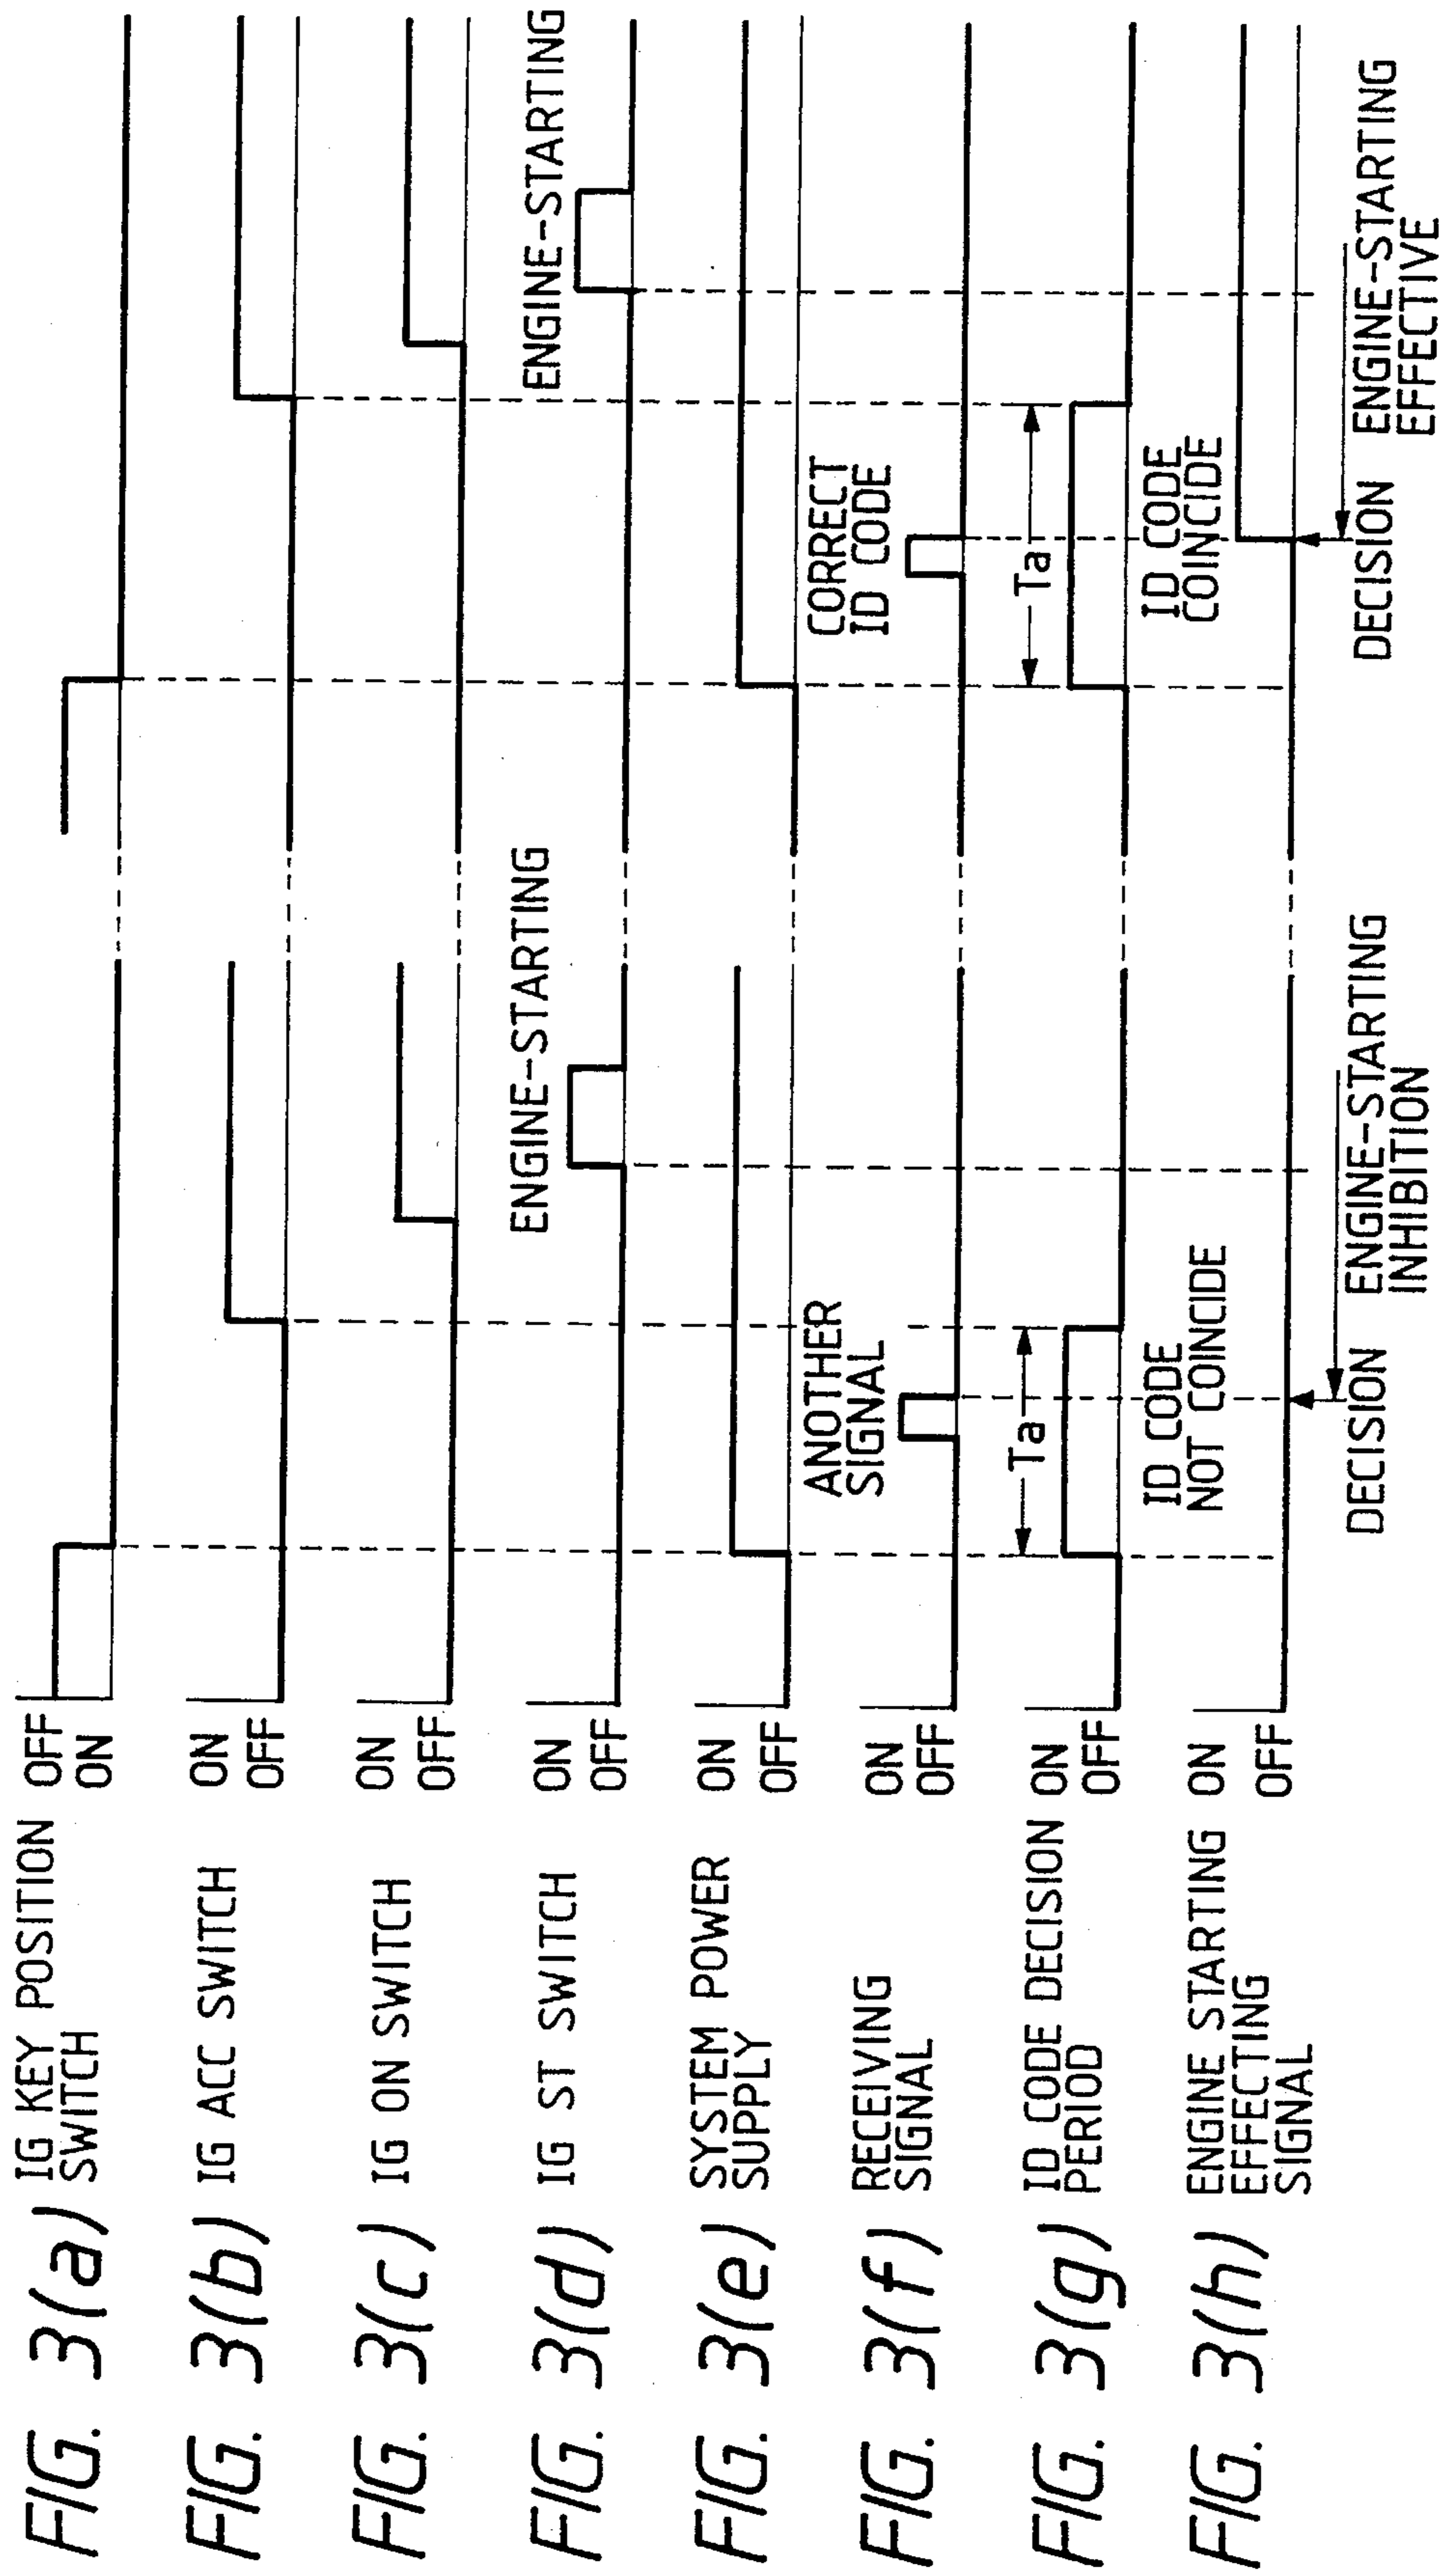 FIG. 3(a) IG KEY POSITION
SWITCH
OFF
ON
FIG. 3(b) IG ACC SWITCH
ON
OFF
FIG. 3(c) IG ON SWITCH
ON
OFF
FIG. 3(d) IG ST SWITCH
ON
OFF
ENGINE-STARTING
ENGINE-STARTING
FIG. 3(e) SYSTEM POWER
SUPPLY
ON
OFF
FIG. 3(f) RECEIVING
SIGNAL
ON
OFF
ANOTHER
SIGNAL
CORRECT
ID CODE
FIG. 3(g) ID CODE DECISION
PERIOD
ON
OFF
Ta
Ta
ID CODE
NOT COINCIDE
ID CODE
COINCIDE
FIG. 3(h) ENGINE STARTING
EFFECTING
SIGNAL
ON
OFF
DECISION
ENGINE-STARTING
INHIBITION
DECISION
ENGINE-STARTING
EFFECTIVE